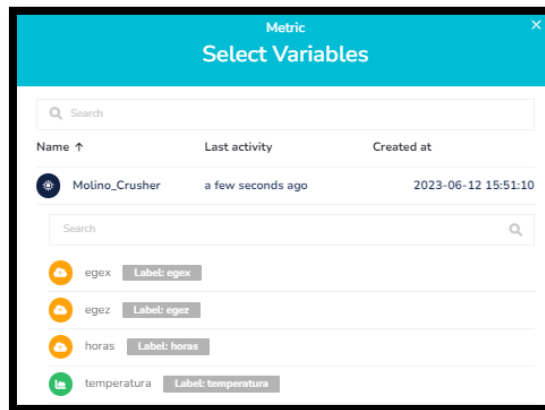 Metric
Select Variables
Search
Name ↑ Last activity Created at
Molino_Crusher a few seconds ago 2023-06-12 15:51:10
Search
egex Label: egex
egez Label: egez
horas Label: horas
temperatura Label: temperatura